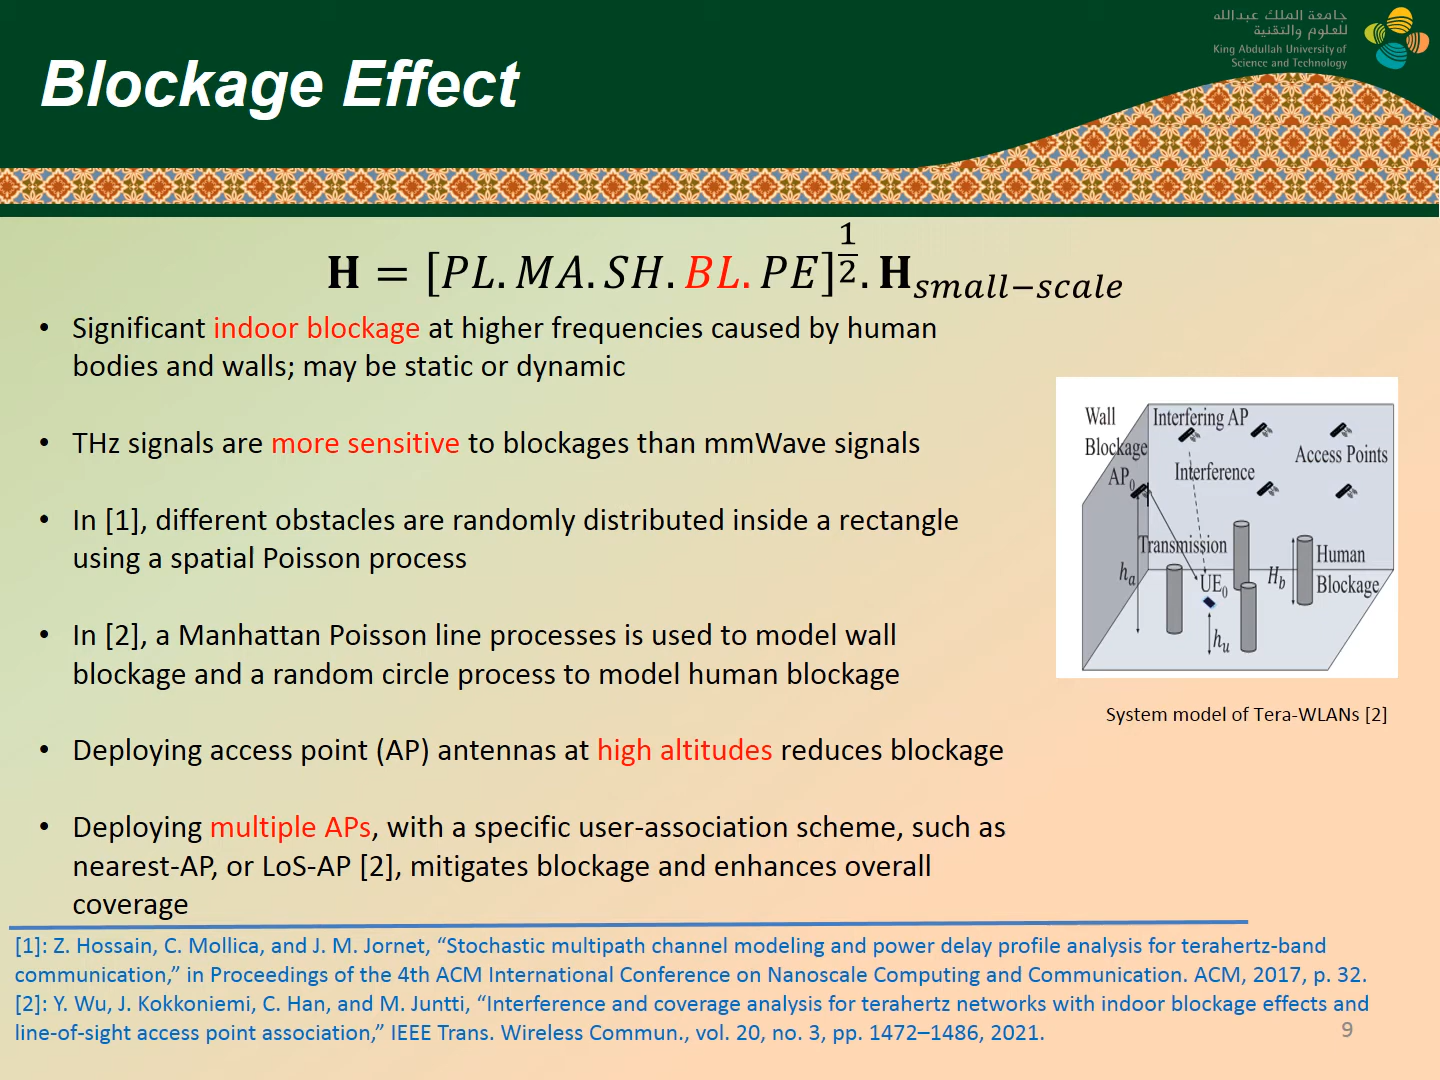 جامعة الملك عبدالله
للعلوم والتقنية
King Abdullah University of
Science and Technology
Blockage Effect
𝐇 = [PL. MA. SH. BL. PE]^{1/2}. 𝐇_{small−scale}
• Significant indoor blockage at higher frequencies caused by human
bodies and walls; may be static or dynamic
• THz signals are more sensitive to blockages than mmWave signals
• In [1], different obstacles are randomly distributed inside a rectangle
using a spatial Poisson process
• In [2], a Manhattan Poisson line processes is used to model wall
blockage and a random circle process to model human blockage
• Deploying access point (AP) antennas at high altitudes reduces blockage
• Deploying multiple APs, with a specific user-association scheme, such as
nearest-AP, or LoS-AP [2], mitigates blockage and enhances overall
coverage
Wall
Blockage
Interfering AP
Access Points
AP₀
Interference
Transmission
hₐ
UE₀
H_b
Human
Blockage
h_u
System model of Tera-WLANs [2]
[1]: Z. Hossain, C. Mollica, and J. M. Jornet, “Stochastic multipath channel modeling and power delay profile analysis for terahertz-band
communication,” in Proceedings of the 4th ACM International Conference on Nanoscale Computing and Communication. ACM, 2017, p. 32.
[2]: Y. Wu, J. Kokkoniemi, C. Han, and M. Juntti, “Interference and coverage analysis for terahertz networks with indoor blockage effects and
line-of-sight access point association,” IEEE Trans. Wireless Commun., vol. 20, no. 3, pp. 1472–1486, 2021.
9